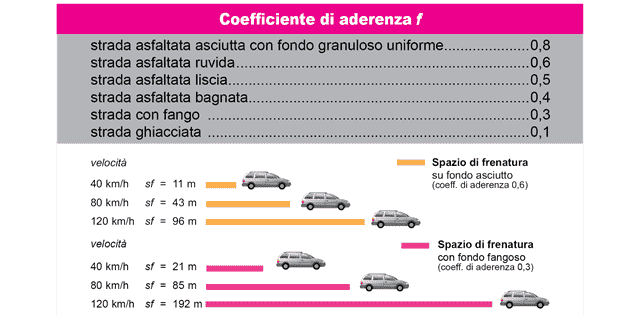 Coefficiente di aderenza f
strada asfaltata asciutta con fondo granuloso uniforme...............0,8
strada asfaltata ruvida......................................................0,6
strada asfaltata liscia.......................................................0,5
strada asfaltata bagnata...................................................0,4
strada con fango ............................................................0,3
strada ghiacciata ............................................................0,1
velocità
Spazio di frenatura
su fondo asciutto
(coeff. di aderenza 0,6)
40 km/h sf = 11 m
80 km/h sf = 43 m
120 km/h sf = 96 m
velocità
Spazio di frenatura
con fondo fangoso
(coeff. di aderenza 0,3)
40 km/h sf = 21 m
80 km/h sf = 85 m
120 km/h sf = 192 m